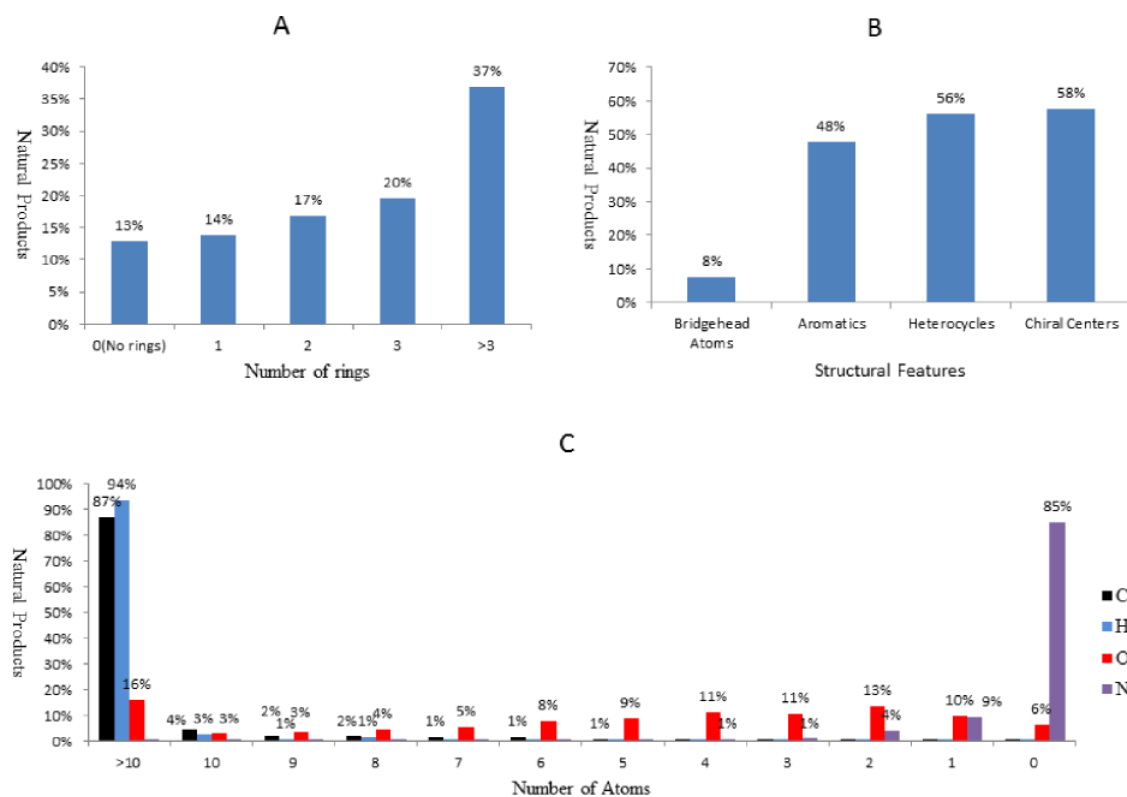 A
40%
35%
30%
25%
20%
15%
10%
5%
0%
Natural Products
13%
14%
17%
20%
37%
0(No rings) 1 2 3 >3
Number of rings
B
70%
60%
50%
40%
30%
20%
10%
0%
Natural Products
8%
48%
56%
58%
Bridgehead Atoms
Aromatics
Heterocycles
Chiral Centers
Structural Features
C
100%
90%
80%
70%
60%
50%
40%
30%
20%
10%
0%
Natural Products
87% 94% 16%
4% 3% 3%
2% 1% 3%
2% 1% 4%
1% 5%
1% 8%
1% 9%
11% 1%
11% 1%
13% 4%
10% 9%
6% 85%
>10 10 9 8 7 6 5 4 3 2 1 0
Number of Atoms
C
H
O
N